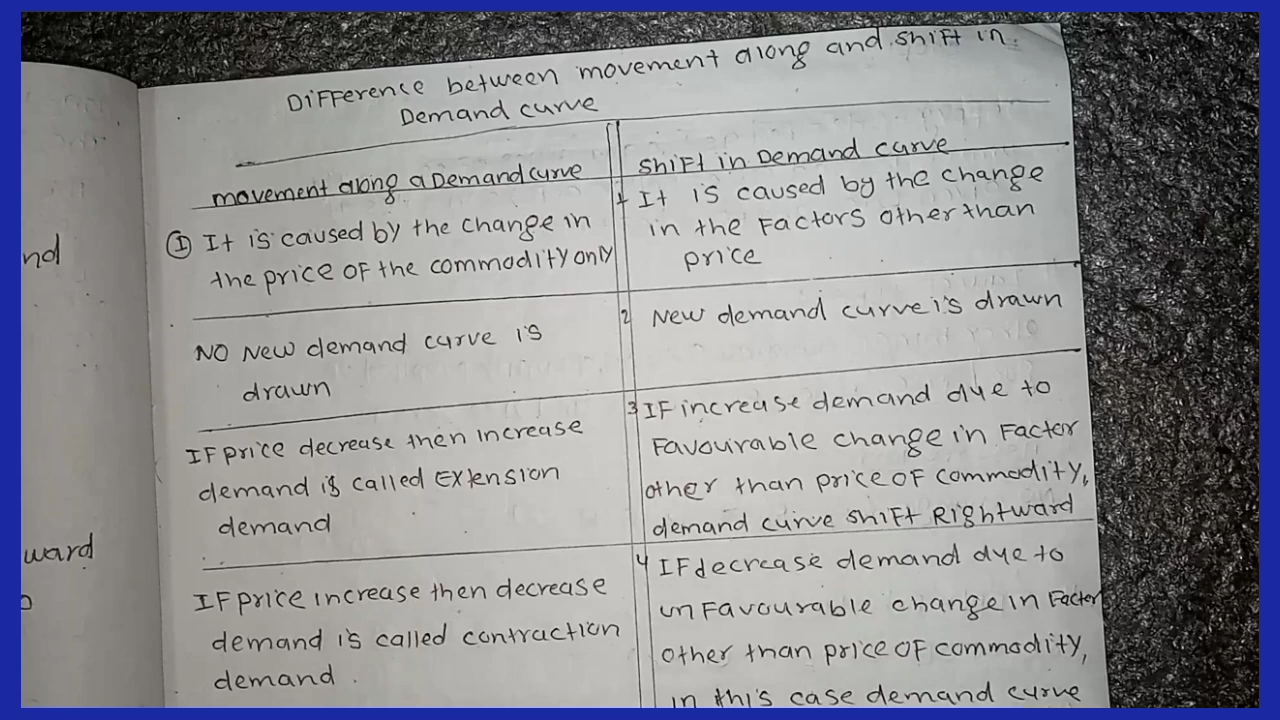 Difference between movement along and shift in
Demand curve
movement along a Demand curve
(I) It is caused by the change in
the price of the commodity only
No New demand curve is
drawn
If price decrease then increase
demand is called Extension
demand
If price increase then decrease
demand is called contraction
demand.
shift in Demand curve
1 It is caused by the change
in the Factors other than
price
2 New demand curve is drawn
3 If increase demand due to
Favourable change in Factor
other than price of commodity,
demand curve shift Rightward
4 If decrease demand due to
unFavourable change in Factor
other than price of commodity,
in this case demand curve
nd
ward